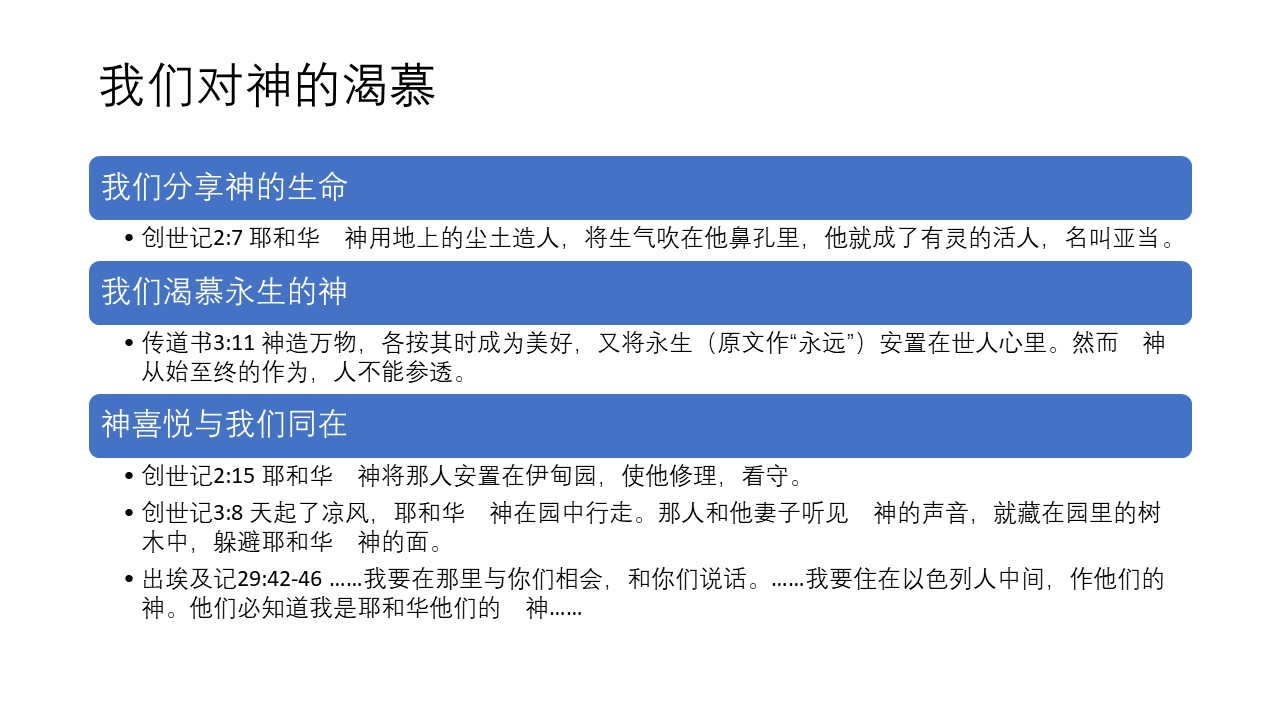 我们对神的渴慕
我们分享神的生命
• 创世记2:7 耶和华　神用地上的尘土造人，将生气吹在他鼻孔里，他就成了有灵的活人，名叫亚当。
我们渴慕永生的神
• 传道书3:11 神造万物，各按其时成为美好，又将永生（原文作“永远”）安置在世人心里。然而　神
从始至终的作为，人不能参透。
神喜悦与我们同在
• 创世记2:15 耶和华　神将那人安置在伊甸园，使他修理，看守。
• 创世记3:8 天起了凉风，耶和华　神在园中行走。那人和他妻子听见　神的声音，就藏在园里的树
木中，躲避耶和华　神的面。
• 出埃及记29:42-46 ……我要在那里与你们相会，和你们说话。……我要住在以色列人中间，作他们的
神。他们必知道我是耶和华他们的　神……